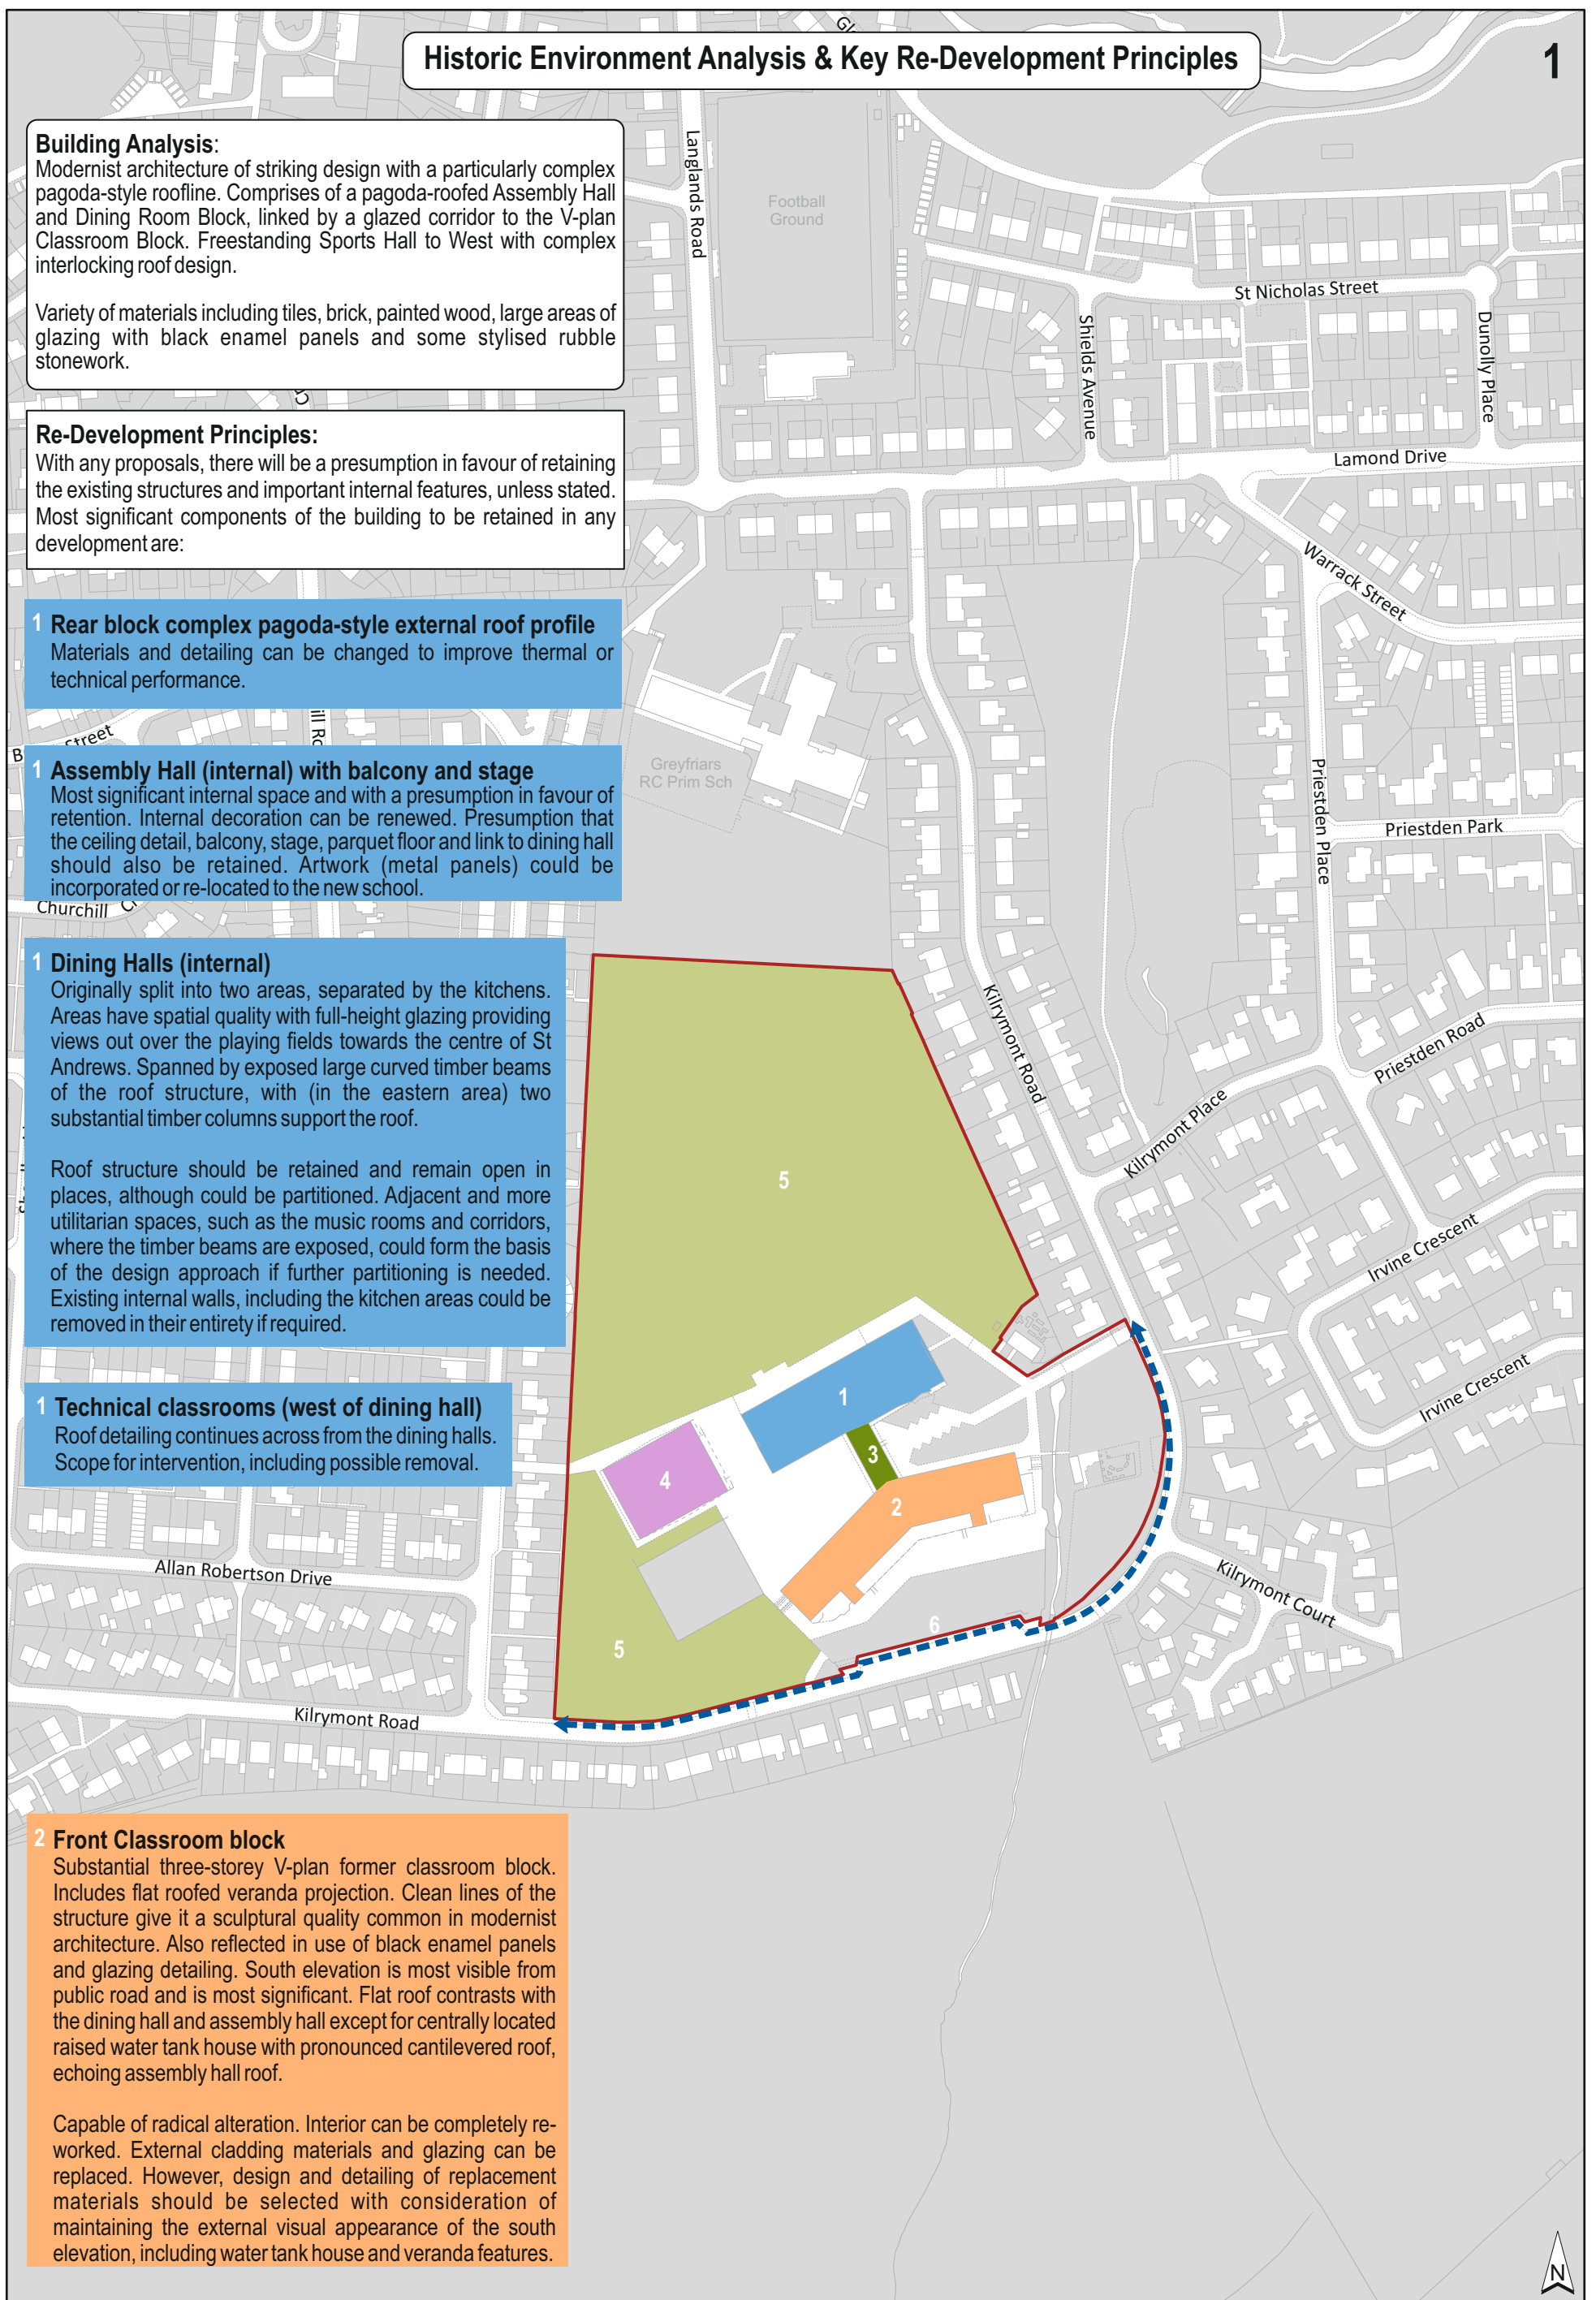 Historic Environment Analysis & Key Re-Development Principles
1
Building Analysis:
Modernist architecture of striking design with a particularly complex
pagoda-style roofline. Comprises of a pagoda-roofed Assembly Hall
and Dining Room Block, linked by a glazed corridor to the V-plan
Classroom Block. Freestanding Sports Hall to West with complex
interlocking roof design.
Variety of materials including tiles, brick, painted wood, large areas of
glazing with black enamel panels and some stylised rubble
stonework.
Re-Development Principles:
With any proposals, there will be a presumption in favour of retaining
the existing structures and important internal features, unless stated.
Most significant components of the building to be retained in any
development are:
1 Rear block complex pagoda-style external roof profile
Materials and detailing can be changed to improve thermal or
technical performance.
1 Assembly Hall (internal) with balcony and stage
Most significant internal space and with a presumption in favour of
retention. Internal decoration can be renewed. Presumption that
the ceiling detail, balcony, stage, parquet floor and link to dining hall
should also be retained. Artwork (metal panels) could be
incorporated or re-located to the new school.
1 Dining Halls (internal)
Originally split into two areas, separated by the kitchens.
Areas have spatial quality with full-height glazing providing
views out over the playing fields towards the centre of St
Andrews. Spanned by exposed large curved timber beams
of the roof structure, with (in the eastern area) two
substantial timber columns support the roof.
Roof structure should be retained and remain open in
places, although could be partitioned. Adjacent and more
utilitarian spaces, such as the music rooms and corridors,
where the timber beams are exposed, could form the basis
of the design approach if further partitioning is needed.
Existing internal walls, including the kitchen areas could be
removed in their entirety if required.
1 Technical classrooms (west of dining hall)
Roof detailing continues across from the dining halls.
Scope for intervention, including possible removal.
2 Front Classroom block
Substantial three-storey V-plan former classroom block.
Includes flat roofed veranda projection. Clean lines of the
structure give it a sculptural quality common in modernist
architecture. Also reflected in use of black enamel panels
and glazing detailing. South elevation is most visible from
public road and is most significant. Flat roof contrasts with
the dining hall and assembly hall except for centrally located
raised water tank house with pronounced cantilevered roof,
echoing assembly hall roof.
Capable of radical alteration. Interior can be completely re-
worked. External cladding materials and glazing can be
replaced. However, design and detailing of replacement
materials should be selected with consideration of
maintaining the external visual appearance of the south
elevation, including water tank house and veranda features.
Langlands Road
Football
Ground
St Nicholas Street
Shields Avenue
Dunolly Place
Lamond Drive
Warrack Street
Greyfriars
RC Prim Sch
Priestden Place
Priestden Park
Street
Churchill
Kilrymont Road
Priestden Road
Kilrymont Place
Irvine Crescent
Irvine Crescent
5
1
3
4
2
5
6
Allan Robertson Drive
Kilrymont Court
Kilrymont Road
N